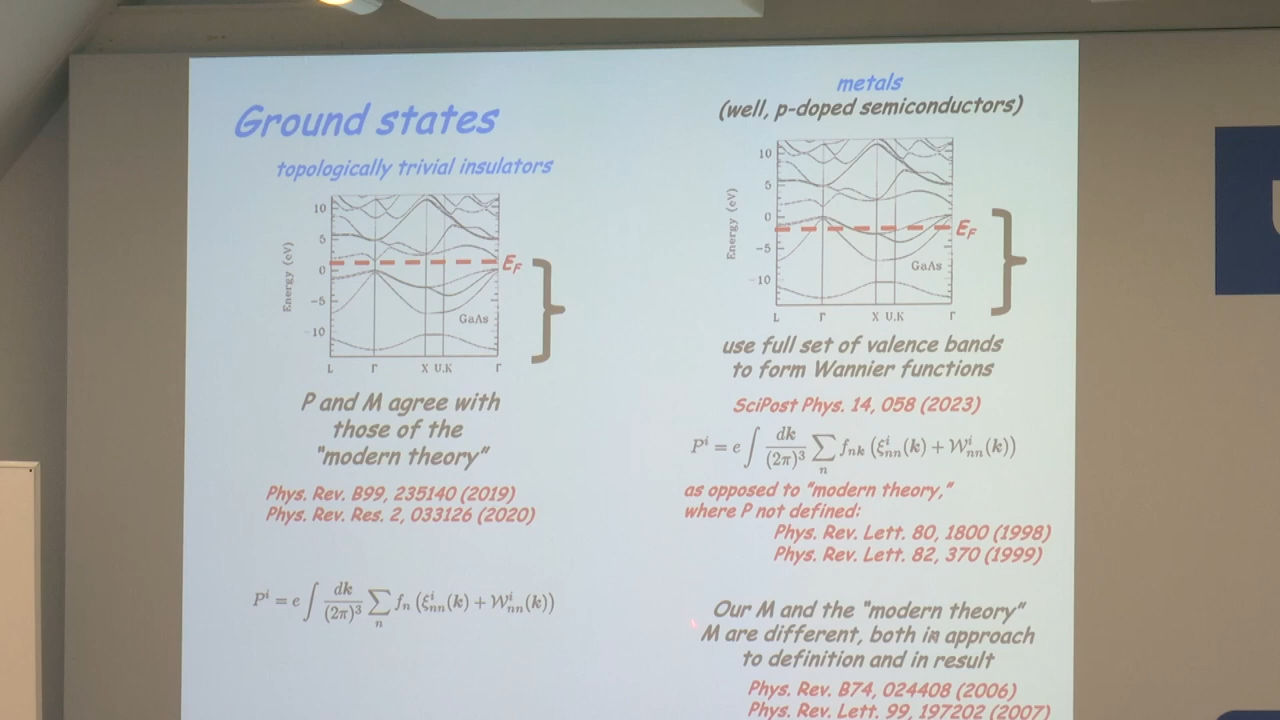 Ground states
topologically trivial insulators
10
5
0
-5
-10
Energy (eV)
E_F
GaAs
L Γ X U,K Γ
P and M agree with
those of the
"modern theory"
Phys. Rev. B99, 235140 (2019)
Phys. Rev. Res. 2, 033126 (2020)
P^i = e ∫ dk/(2π)^3 Σ_n f_n (ξ^i_nn(k) + W^i_nn(k))
metals
(well, p-doped semiconductors)
10
5
0
-5
-10
Energy (eV)
E_F
GaAs
L Γ X U,K Γ
use full set of valence bands
to form Wannier functions
SciPost Phys. 14, 058 (2023)
P^i = e ∫ dk/(2π)^3 Σ_n f_nk (ξ^i_nn(k) + W^i_nn(k))
as opposed to "modern theory,"
where P not defined:
Phys. Rev. Lett. 80, 1800 (1998)
Phys. Rev. Lett. 82, 370 (1999)
Our M and the "modern theory"
M are different, both in approach
to definition and in result
Phys. Rev. B74, 024408 (2006)
Phys. Rev. Lett. 99, 197202 (2007)